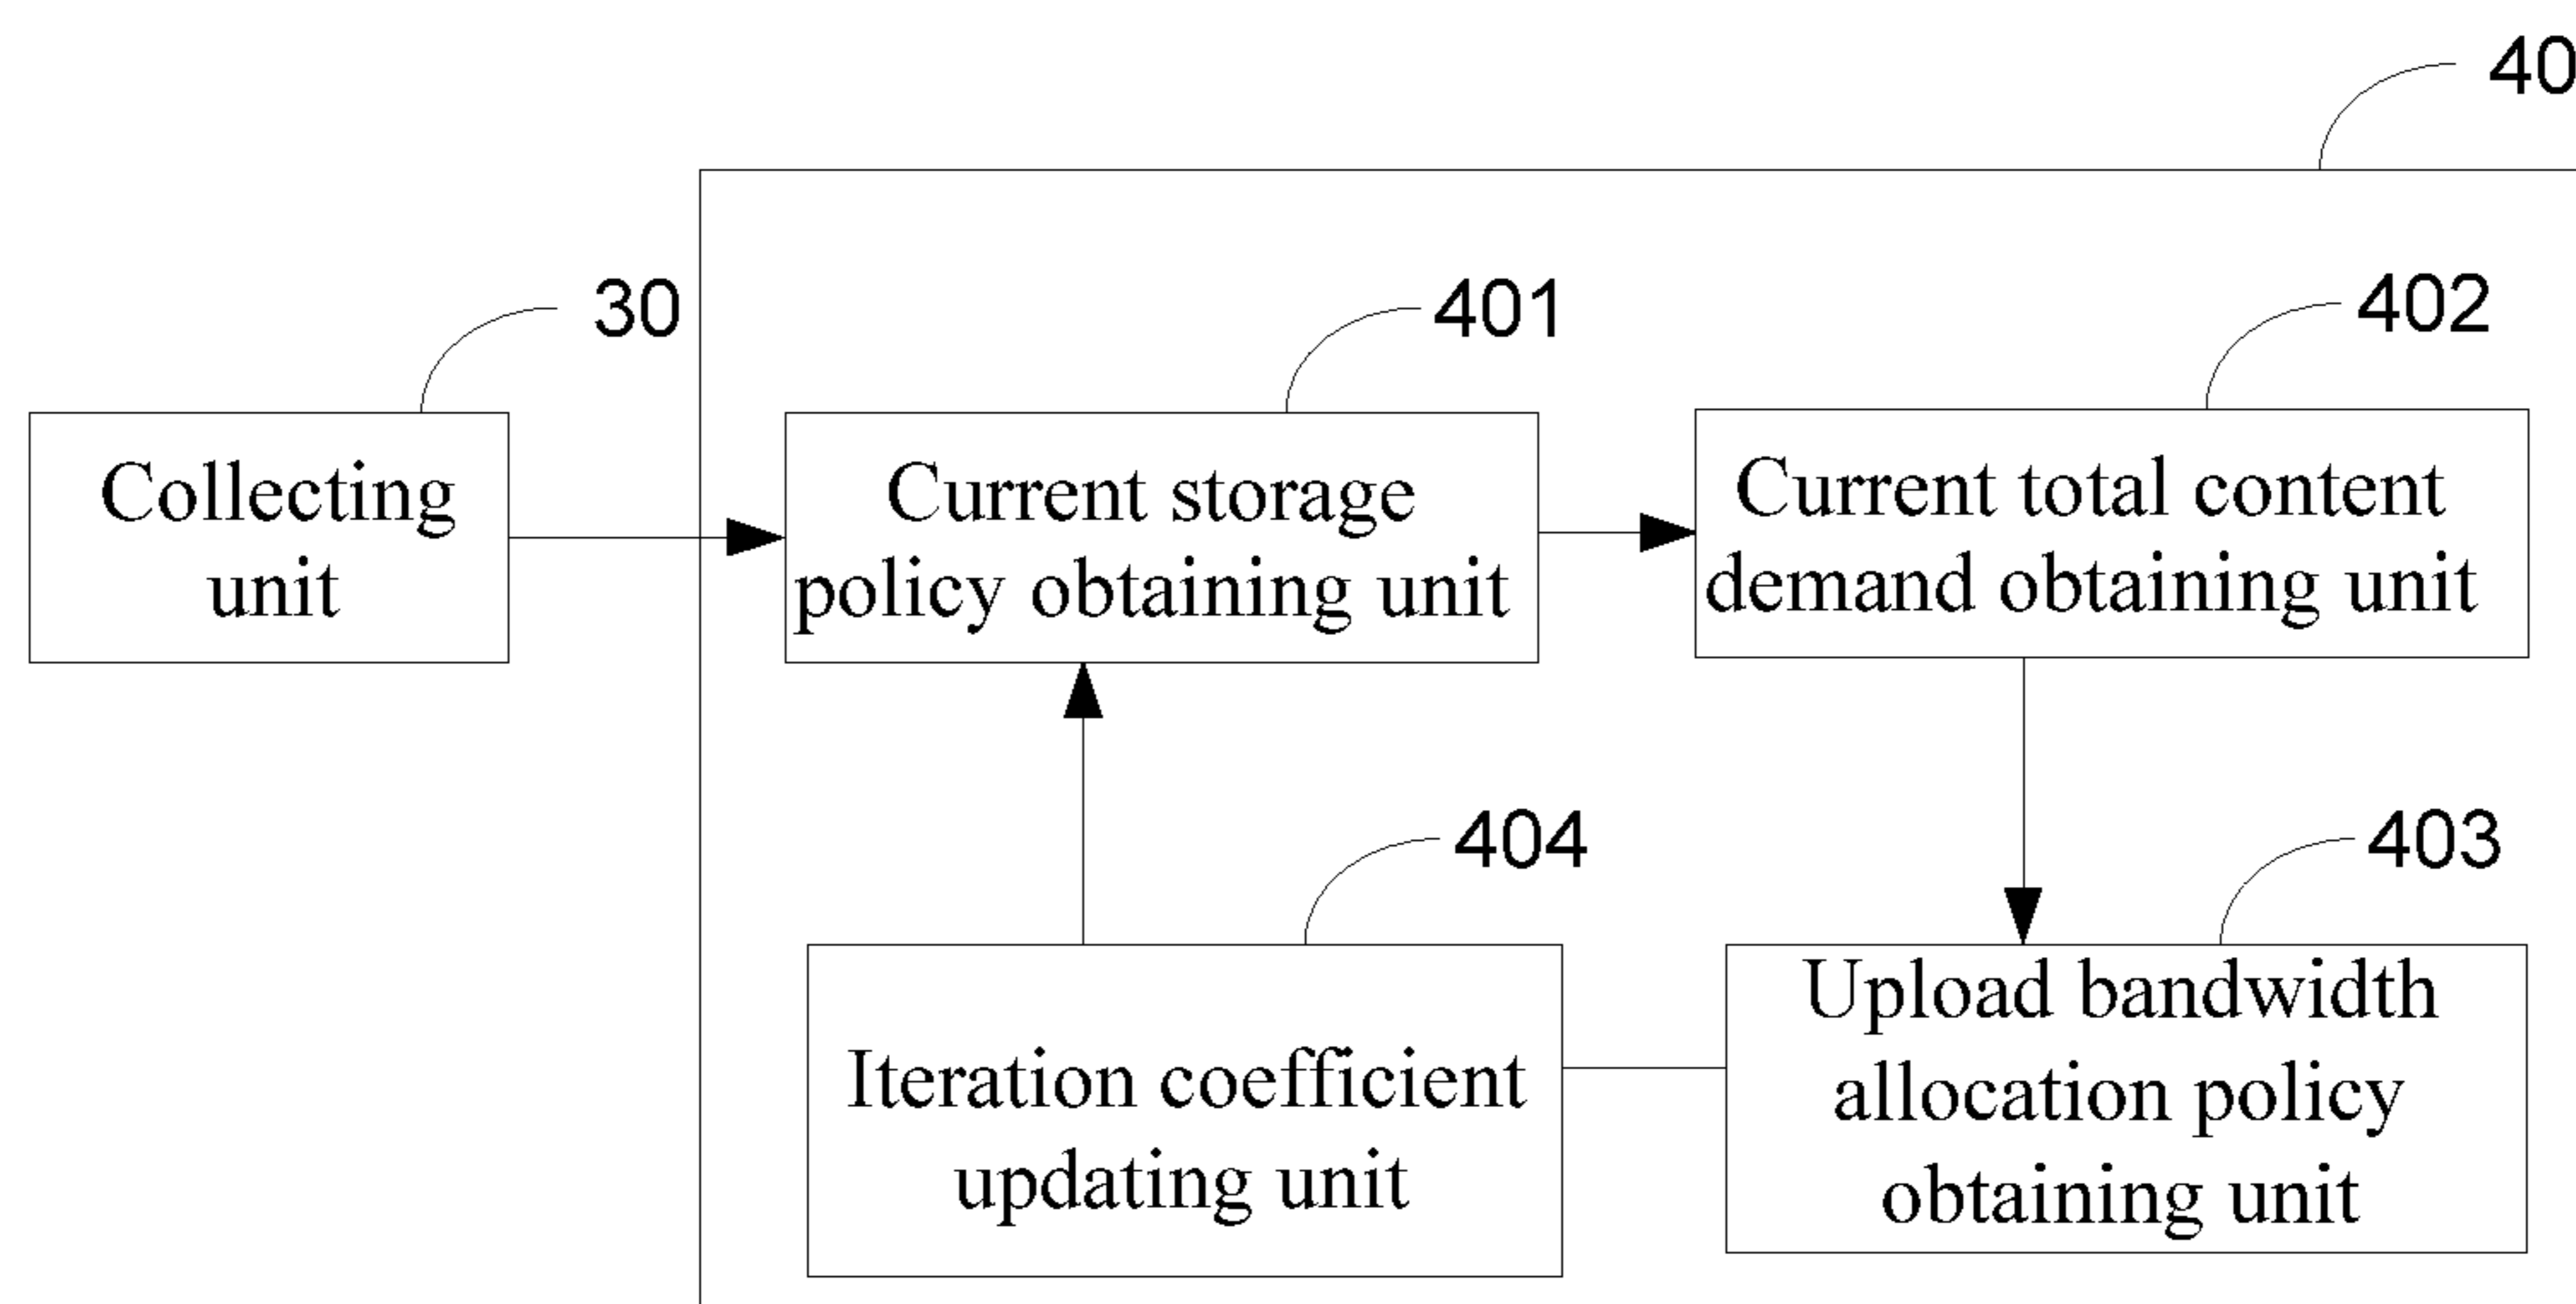 40
30
401
402
Collecting
unit
Current storage
policy obtaining unit
Current total content
demand obtaining unit
404
403
Iteration coefficient
updating unit
Upload bandwidth
allocation policy
obtaining unit